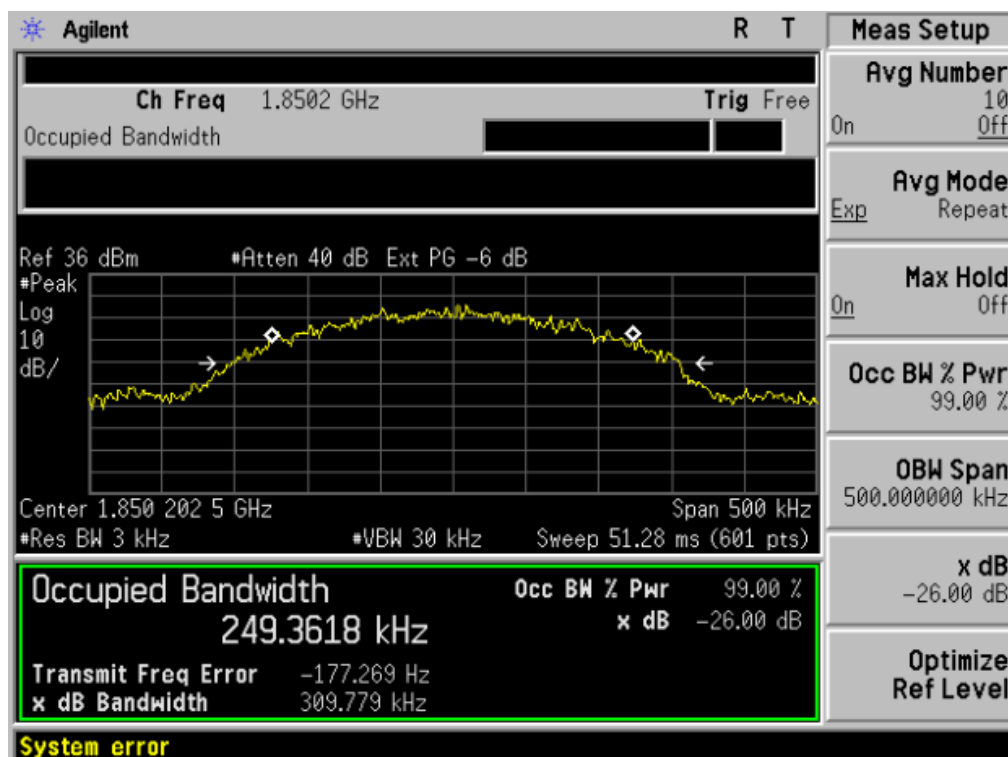 Agilent R T
Ch Freq 1.8502 GHz Trig Free
Occupied Bandwidth
Ref 36 dBm #Atten 40 dB Ext PG -6 dB
#Peak
Log
10
dB/
Center 1.850 202 5 GHz Span 500 kHz
#Res BW 3 kHz #VBW 30 kHz Sweep 51.28 ms (601 pts)
Occupied Bandwidth Occ BW % Pwr 99.00 %
249.3618 kHz x dB -26.00 dB
Transmit Freq Error -177.269 Hz
x dB Bandwidth 309.779 kHz
System error
Meas Setup
Avg Number
10
On Off
Avg Mode
Exp Repeat
Max Hold
On Off
Occ BW % Pwr
99.00 %
OBW Span
500.000000 kHz
x dB
-26.00 dB
Optimize
Ref Level